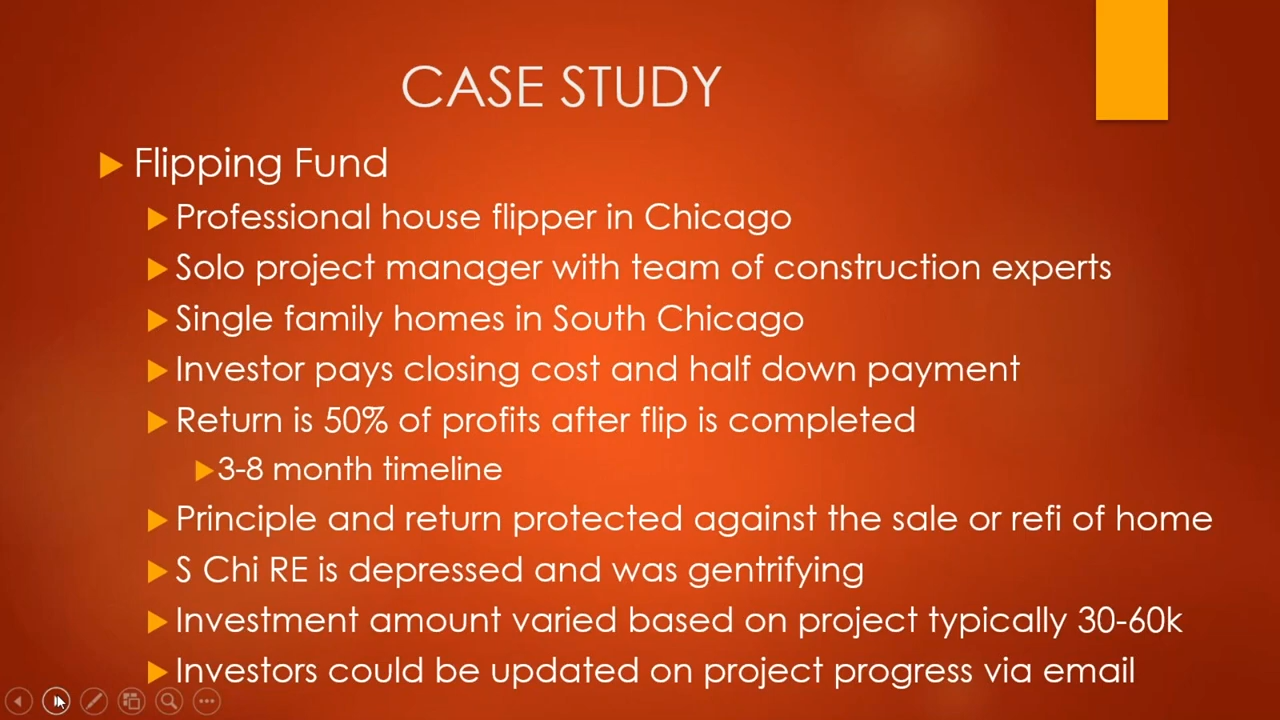 CASE STUDY
Flipping Fund
Professional house flipper in Chicago
Solo project manager with team of construction experts
Single family homes in South Chicago
Investor pays closing cost and half down payment
Return is 50% of profits after flip is completed
3-8 month timeline
Principle and return protected against the sale or refi of home
S Chi RE is depressed and was gentrifying
Investment amount varied based on project typically 30-60k
Investors could be updated on project progress via email